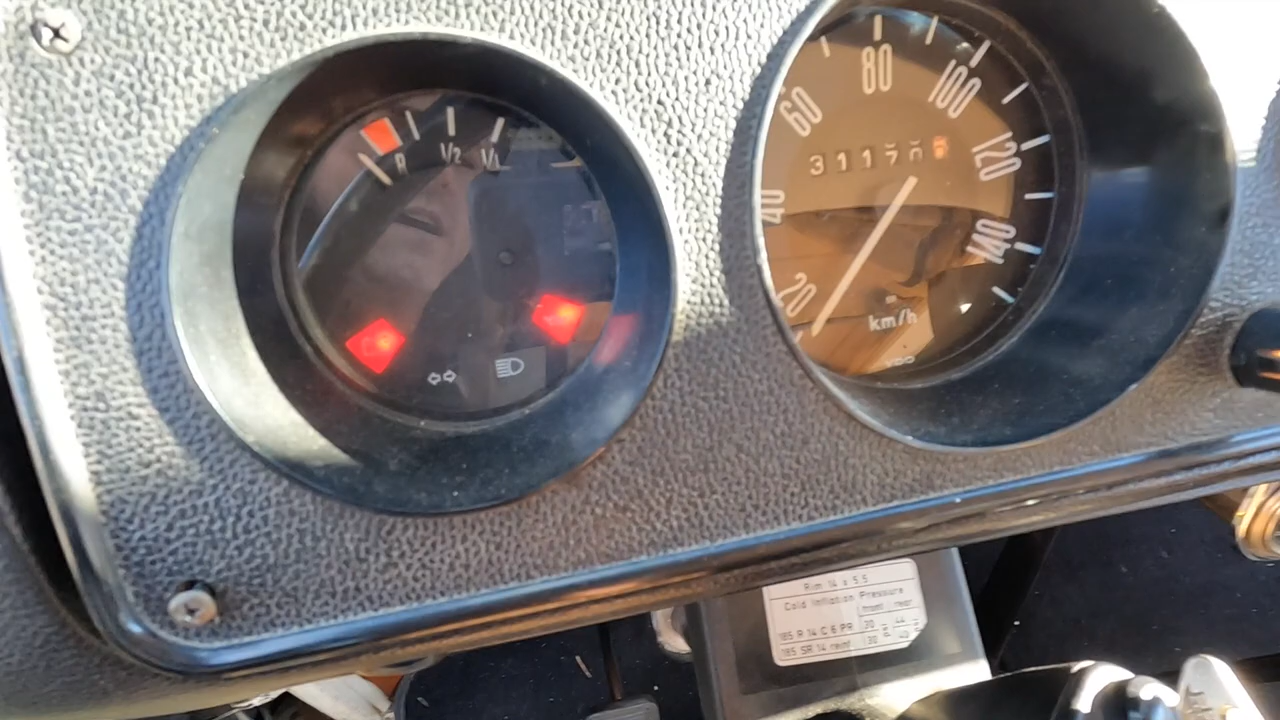 R 1/2 1/1
20
40
60
80
100
120
140
km/h
VDO
Rim 14 x 5.5
Cold Inflation Pressure
front rear
185 R 14 C 6 PR 30 44
185 SR 14 reinf 30 40